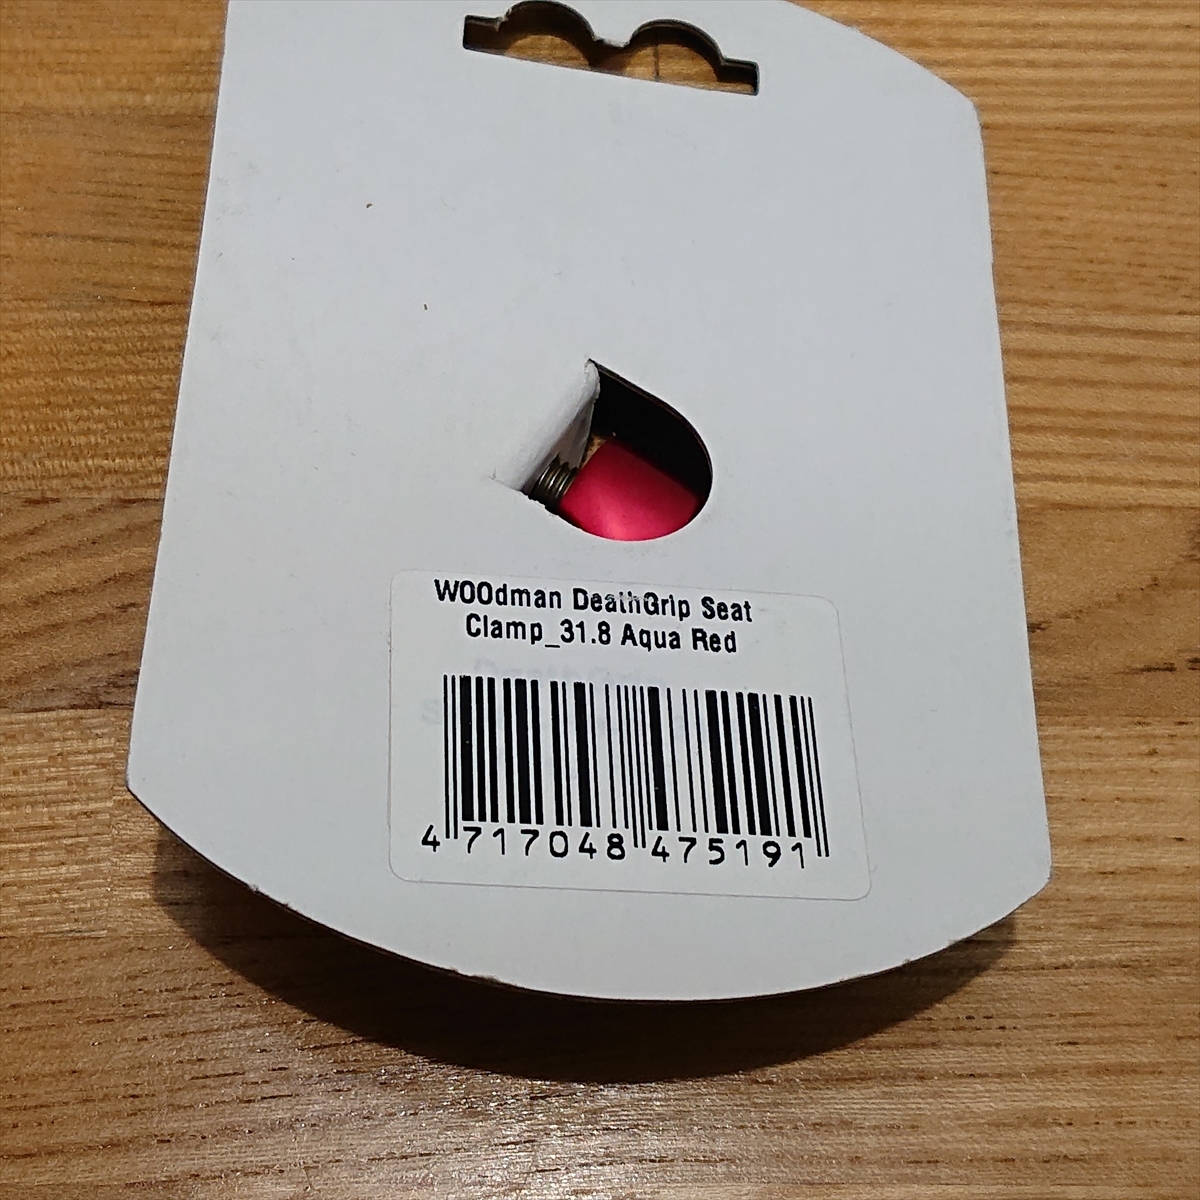 WOOdman DeathGrip Seat
Clamp_31.8 Aqua Red
4 717048 475191